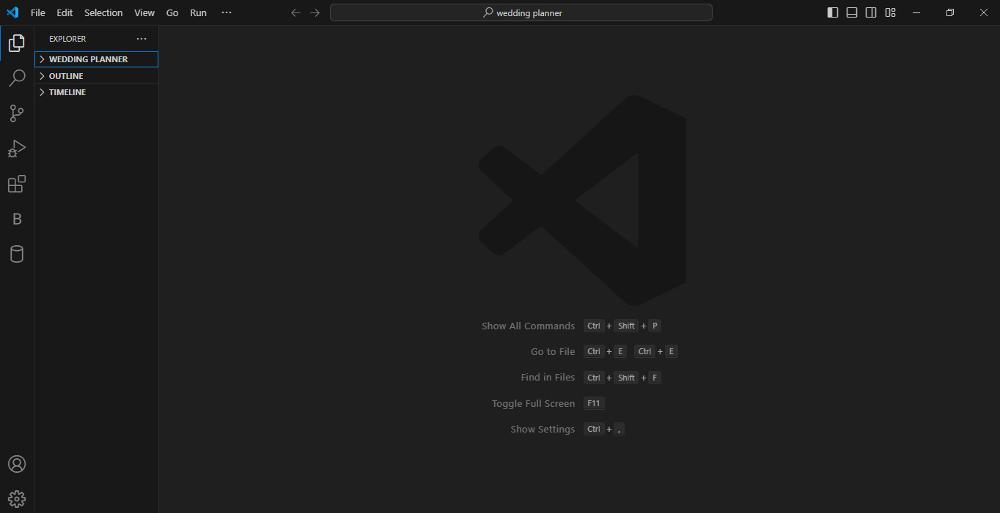 File Edit Selection View Go Run ···
wedding planner
EXPLORER ···
WEDDING PLANNER
OUTLINE
TIMELINE
B
Show All Commands Ctrl + Shift + P
Go to File Ctrl + E Ctrl + E
Find in Files Ctrl + Shift + F
Toggle Full Screen F11
Show Settings Ctrl + ,